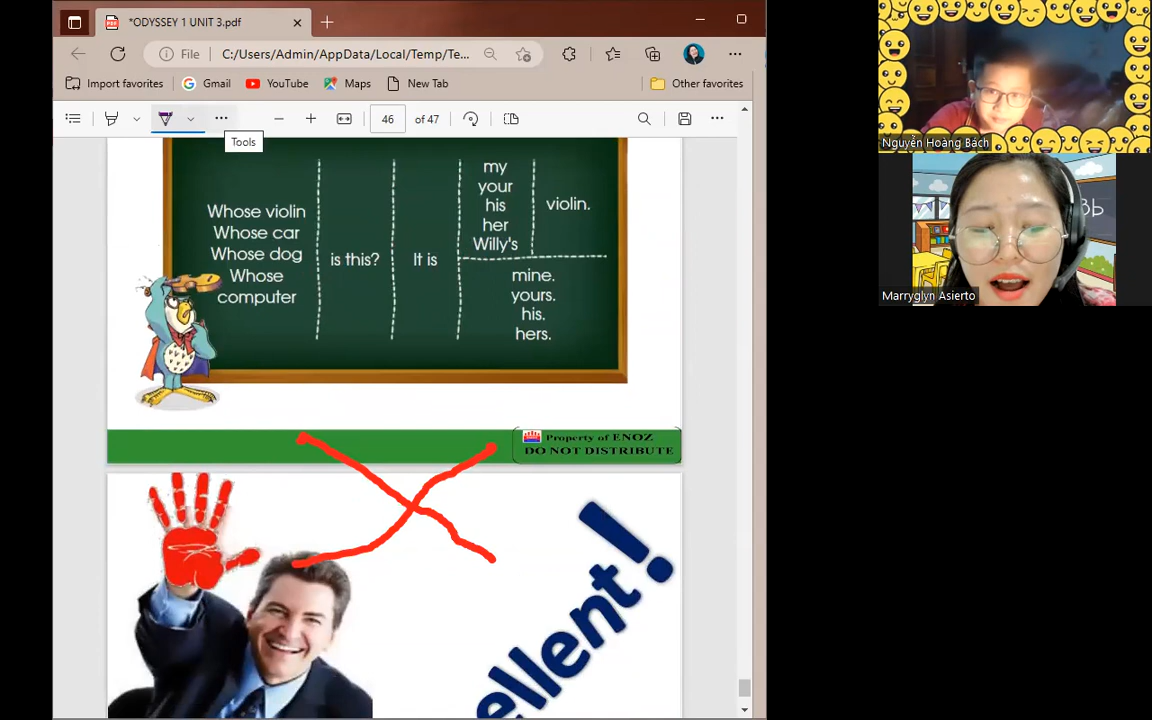 *ODYSSEY 1 UNIT 3.pdf
File
C:/Users/Admin/AppData/Local/Temp/Te...
Import favorites
Gmail
YouTube
Maps
New Tab
Other favorites
46
of 47
Tools
Whose violin
Whose car
Whose dog
Whose
computer
is this?
It is
my
your
his
her
Willy's
violin.
mine.
yours.
his.
hers.
Property of ENOZ
DO NOT DISTRIBUTE
ellent!
Nguyễn Hoàng Bách
Marryglyn Asierto